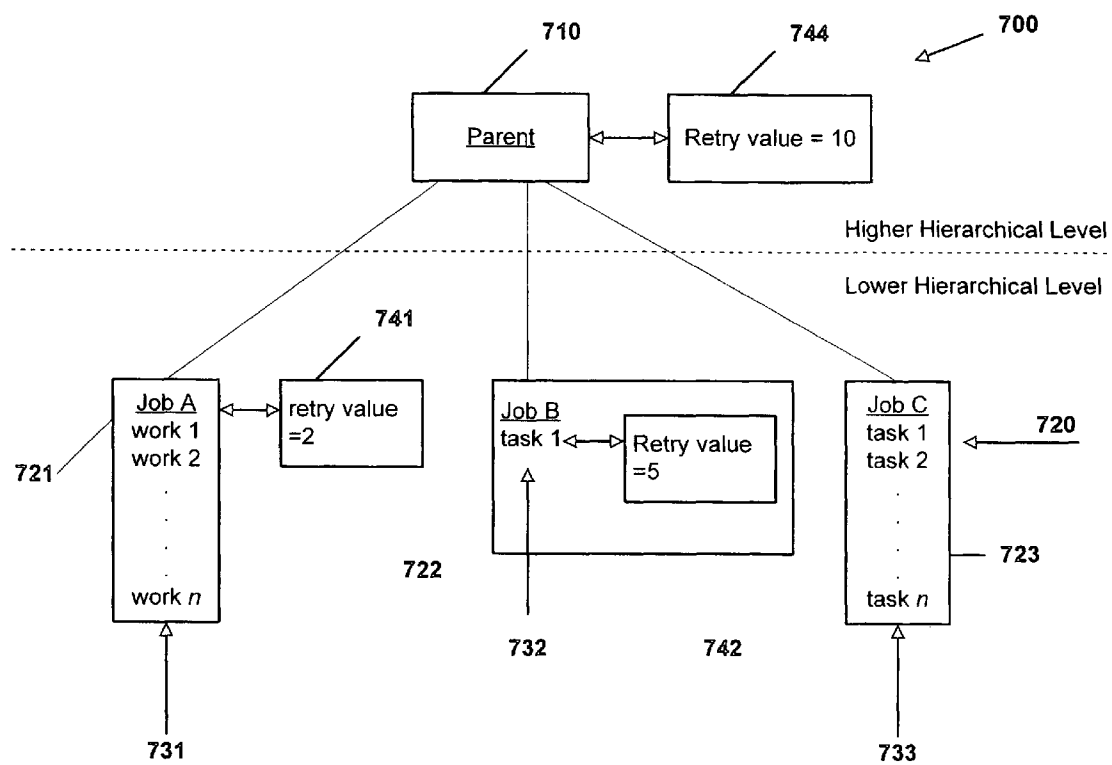 710
744
700
Parent
Retry value = 10
Higher Hierarchical Level
Lower Hierarchical Level
741
Job A
work 1
work 2
.
.
.
.
work n
retry value
=2
721
Job B
task 1
Retry value
=5
Job C
task 1
task 2
.
.
.
.
task n
720
722
723
732
742
731
733